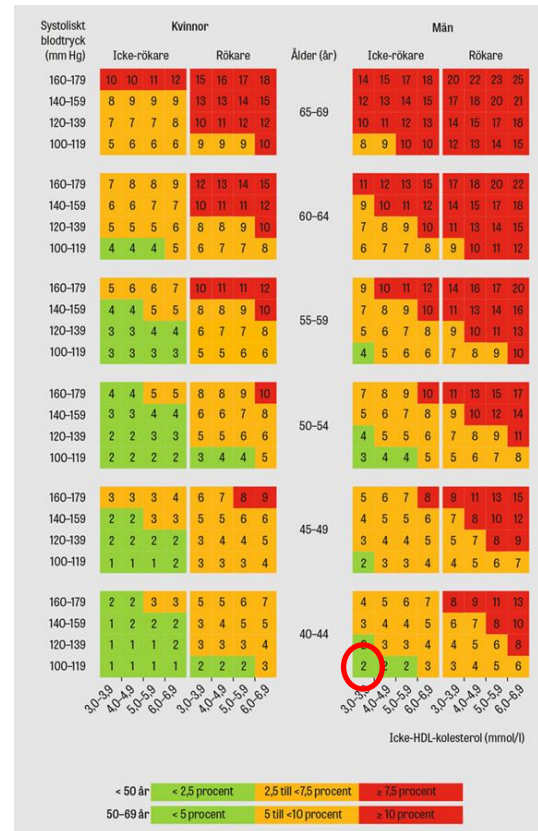 Systoliskt Kvinnor Män
blodtryck
(mm Hg) Icke-rökare Rökare Ålder (år) Icke-rökare Rökare
160–179 10 10 11 12 15 16 17 18 14 15 17 18 20 22 23 25
140–159 8 9 9 9 13 13 14 15 12 13 14 15 17 18 20 21
65–69
120–139 7 7 7 8 10 11 12 12 10 11 12 13 14 15 17 18
100–119 5 6 6 6 9 9 9 10 8 9 10 10 12 13 14 15
160–179 7 8 8 9 12 13 14 15 11 12 13 15 17 18 20 22
140–159 6 6 7 7 10 11 11 12 9 10 11 12 14 15 17 18
60–64
120–139 5 5 5 6 8 8 9 10 7 8 9 10 11 12 13 15
100–119 4 4 4 5 6 7 7 8 6 7 7 8 9 10 11 12
160–179 5 6 6 7 10 11 11 12 9 10 11 12 14 16 17 20
140–159 4 4 5 5 8 8 9 10 7 8 9 10 11 13 14 16
55–59
120–139 3 3 4 4 6 7 7 8 5 6 7 8 9 10 11 13
100–119 3 3 3 3 5 5 6 6 4 5 6 6 7 8 9 10
160–179 4 4 5 5 8 8 9 10 7 8 9 10 11 13 15 17
140–159 3 3 4 4 6 6 7 8 5 6 7 8 9 10 12 14
50–54
120–139 2 2 3 3 5 5 6 6 4 5 5 6 7 8 9 11
100–119 2 2 2 2 3 4 4 5 3 4 4 5 5 6 7 8
160–179 3 3 3 4 6 7 8 9 5 6 7 8 9 11 13 15
140–159 2 2 3 3 5 5 6 6 4 5 5 6 7 8 10 12
45–49
120–139 2 2 2 2 3 4 4 5 3 4 4 5 5 7 8 9
100–119 1 1 1 2 3 3 3 4 2 3 3 4 4 5 6 7
160–179 2 2 3 3 5 5 6 7 4 5 6 7 8 9 11 13
140–159 1 2 2 2 3 4 5 5 3 3 4 5 6 7 8 10
40–44
120–139 1 1 1 2 3 3 3 4 2 3 3 4 4 5 6 8
100–119 1 1 1 1 2 2 2 3 2 2 2 3 3 4 5 6
3,0–3,9 4,0–4,9 5,0–5,9 6,0–6,9 3,0–3,9 4,0–4,9 5,0–5,9 6,0–6,9 3,0–3,9 4,0–4,9 5,0–5,9 6,0–6,9 3,0–3,9 4,0–4,9 5,0–5,9 6,0–6,9
Icke-HDL-kolesterol (mmol/l)
< 50 år < 2,5 procent 2,5 till <7,5 procent ≥ 7,5 procent
50–69 år < 5 procent 5 till <10 procent ≥ 10 procent